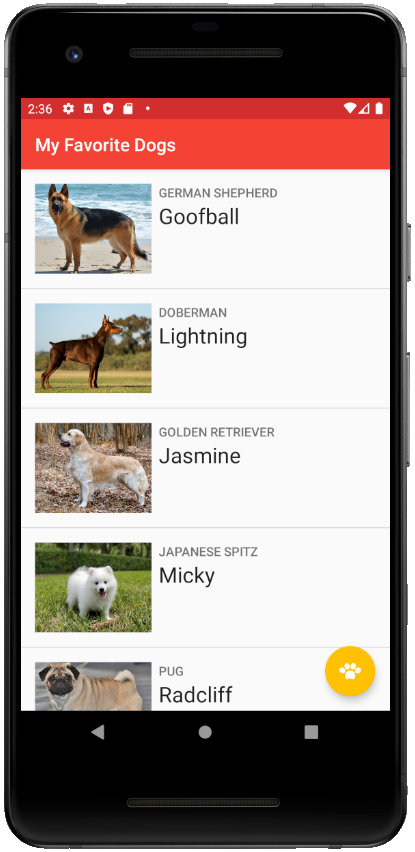 2:36
My Favorite Dogs
GERMAN SHEPHERD
Goofball
DOBERMAN
Lightning
GOLDEN RETRIEVER
Jasmine
JAPANESE SPITZ
Micky
PUG
Radcliff